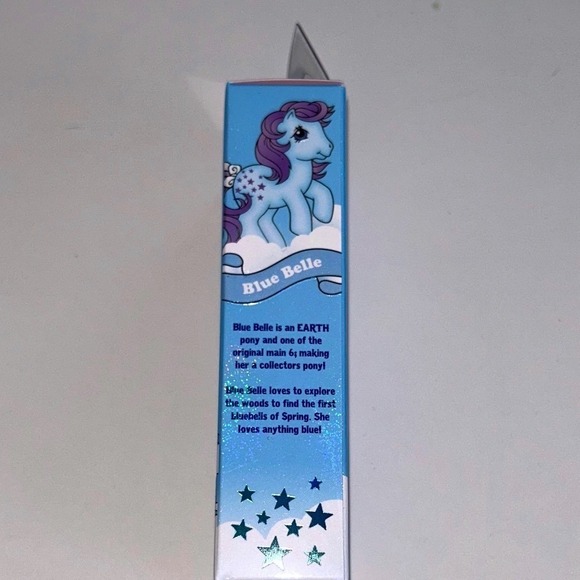 Blue Belle
Blue Belle is an EARTH
pony and one of the
original main 6; making
her a collectors pony!
Blue Belle loves to explore
the woods to find the first
bluebells of Spring. She
loves anything blue!